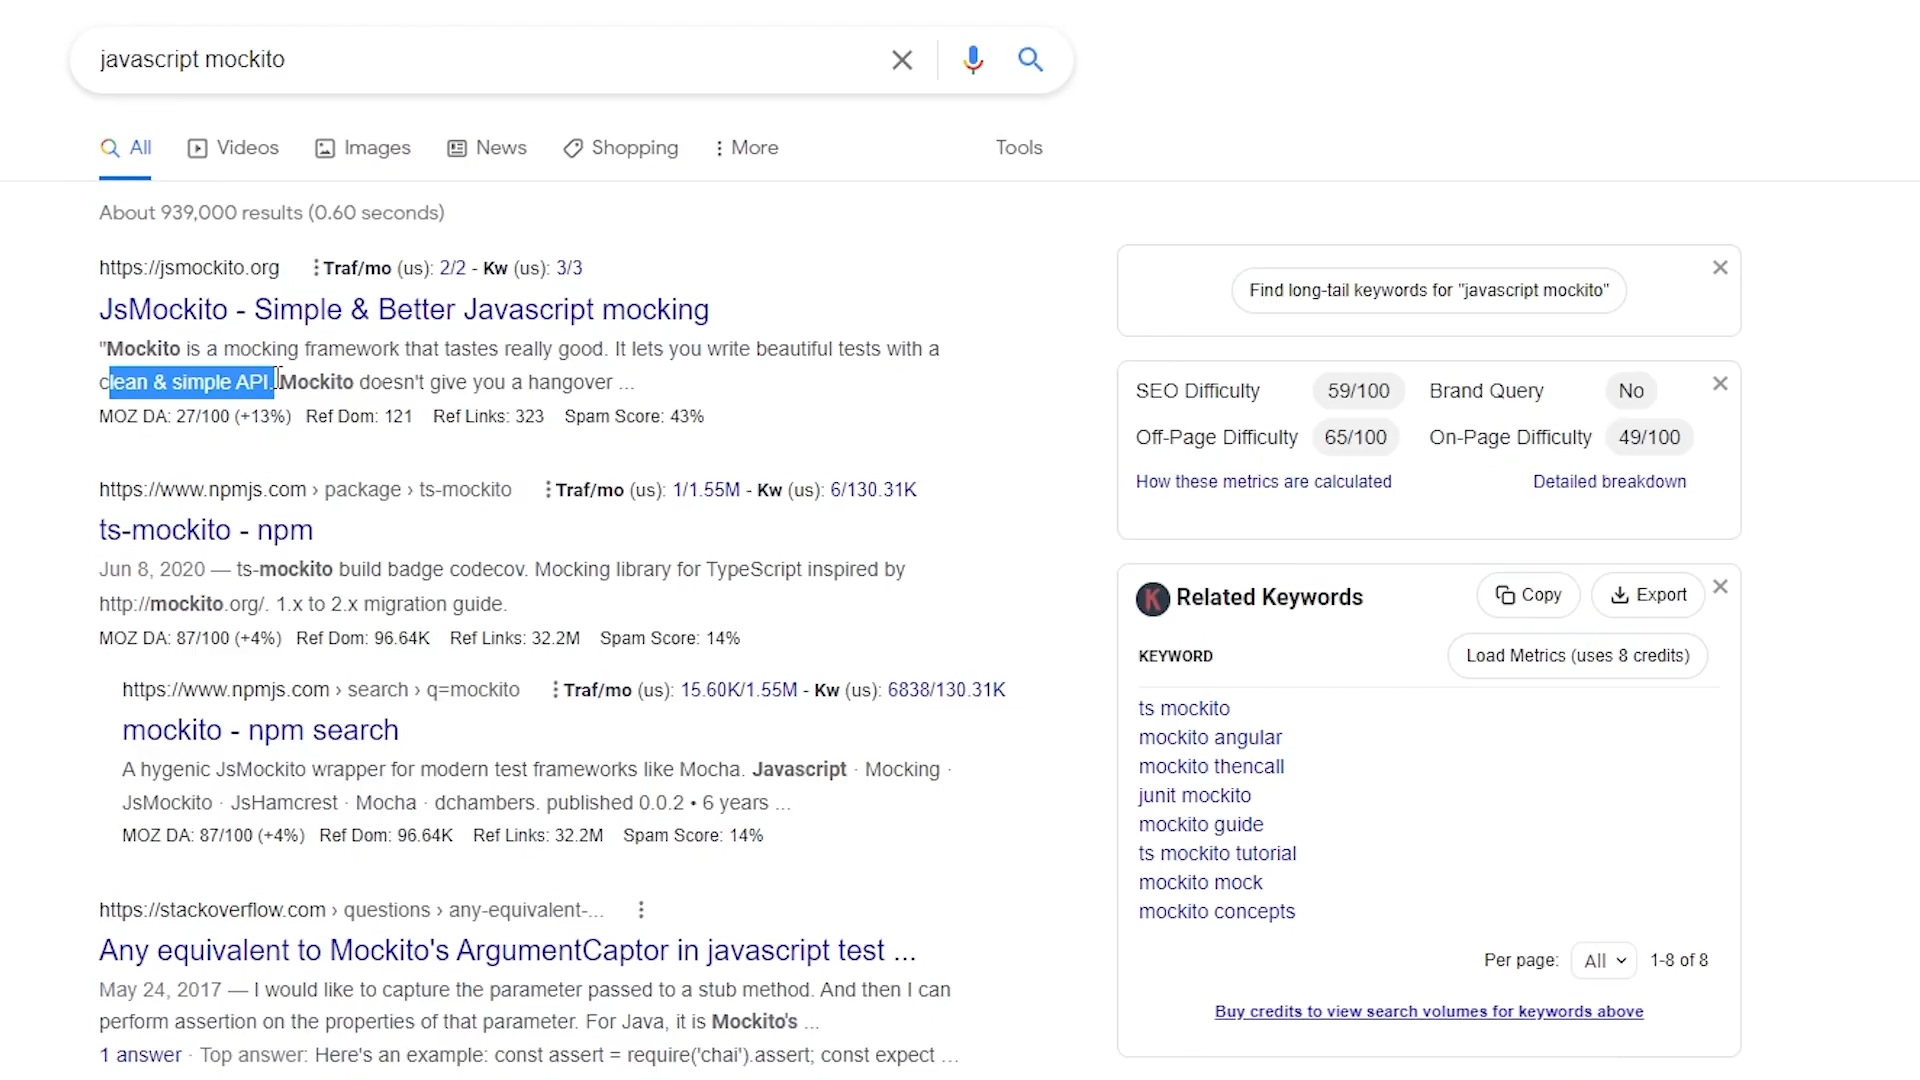 javascript mockito
All
Videos
Images
News
Shopping
More
Tools
About 939,000 results (0.60 seconds)
https://jsmockito.org Traf/mo (us): 2/2 - Kw (us): 3/3
JsMockito - Simple & Better Javascript mocking
"Mockito is a mocking framework that tastes really good. It lets you write beautiful tests with a
clean & simple API. Mockito doesn't give you a hangover ...
MOZ DA: 27/100 (+13%) Ref Dom: 121 Ref Links: 323 Spam Score: 43%
https://www.npmjs.com › package › ts-mockito Traf/mo (us): 1/1.55M - Kw (us): 6/130.31K
ts-mockito - npm
Jun 8, 2020 — ts-mockito build badge codecov. Mocking library for TypeScript inspired by
http://mockito.org/. 1.x to 2.x migration guide.
MOZ DA: 87/100 (+4%) Ref Dom: 96.64K Ref Links: 32.2M Spam Score: 14%
https://www.npmjs.com › search › q=mockito Traf/mo (us): 15.60K/1.55M - Kw (us): 6838/130.31K
mockito - npm search
A hygenic JsMockito wrapper for modern test frameworks like Mocha. Javascript · Mocking ·
JsMockito · JsHamcrest · Mocha · dchambers. published 0.0.2 • 6 years ...
MOZ DA: 87/100 (+4%) Ref Dom: 96.64K Ref Links: 32.2M Spam Score: 14%
https://stackoverflow.com › questions › any-equivalent-...
Any equivalent to Mockito's ArgumentCaptor in javascript test ...
May 24, 2017 — I would like to capture the parameter passed to a stub method. And then I can
perform assertion on the properties of that parameter. For Java, it is Mockito's ...
1 answer · Top answer: Here's an example: const assert = require('chai').assert; const expect ...
Find long-tail keywords for "javascript mockito"
SEO Difficulty 59/100 Brand Query No
Off-Page Difficulty 65/100 On-Page Difficulty 49/100
How these metrics are calculated Detailed breakdown
K Related Keywords Copy Export
KEYWORD Load Metrics (uses 8 credits)
ts mockito
mockito angular
mockito thencall
junit mockito
mockito guide
ts mockito tutorial
mockito mock
mockito concepts
Per page: All 1-8 of 8
Buy credits to view search volumes for keywords above